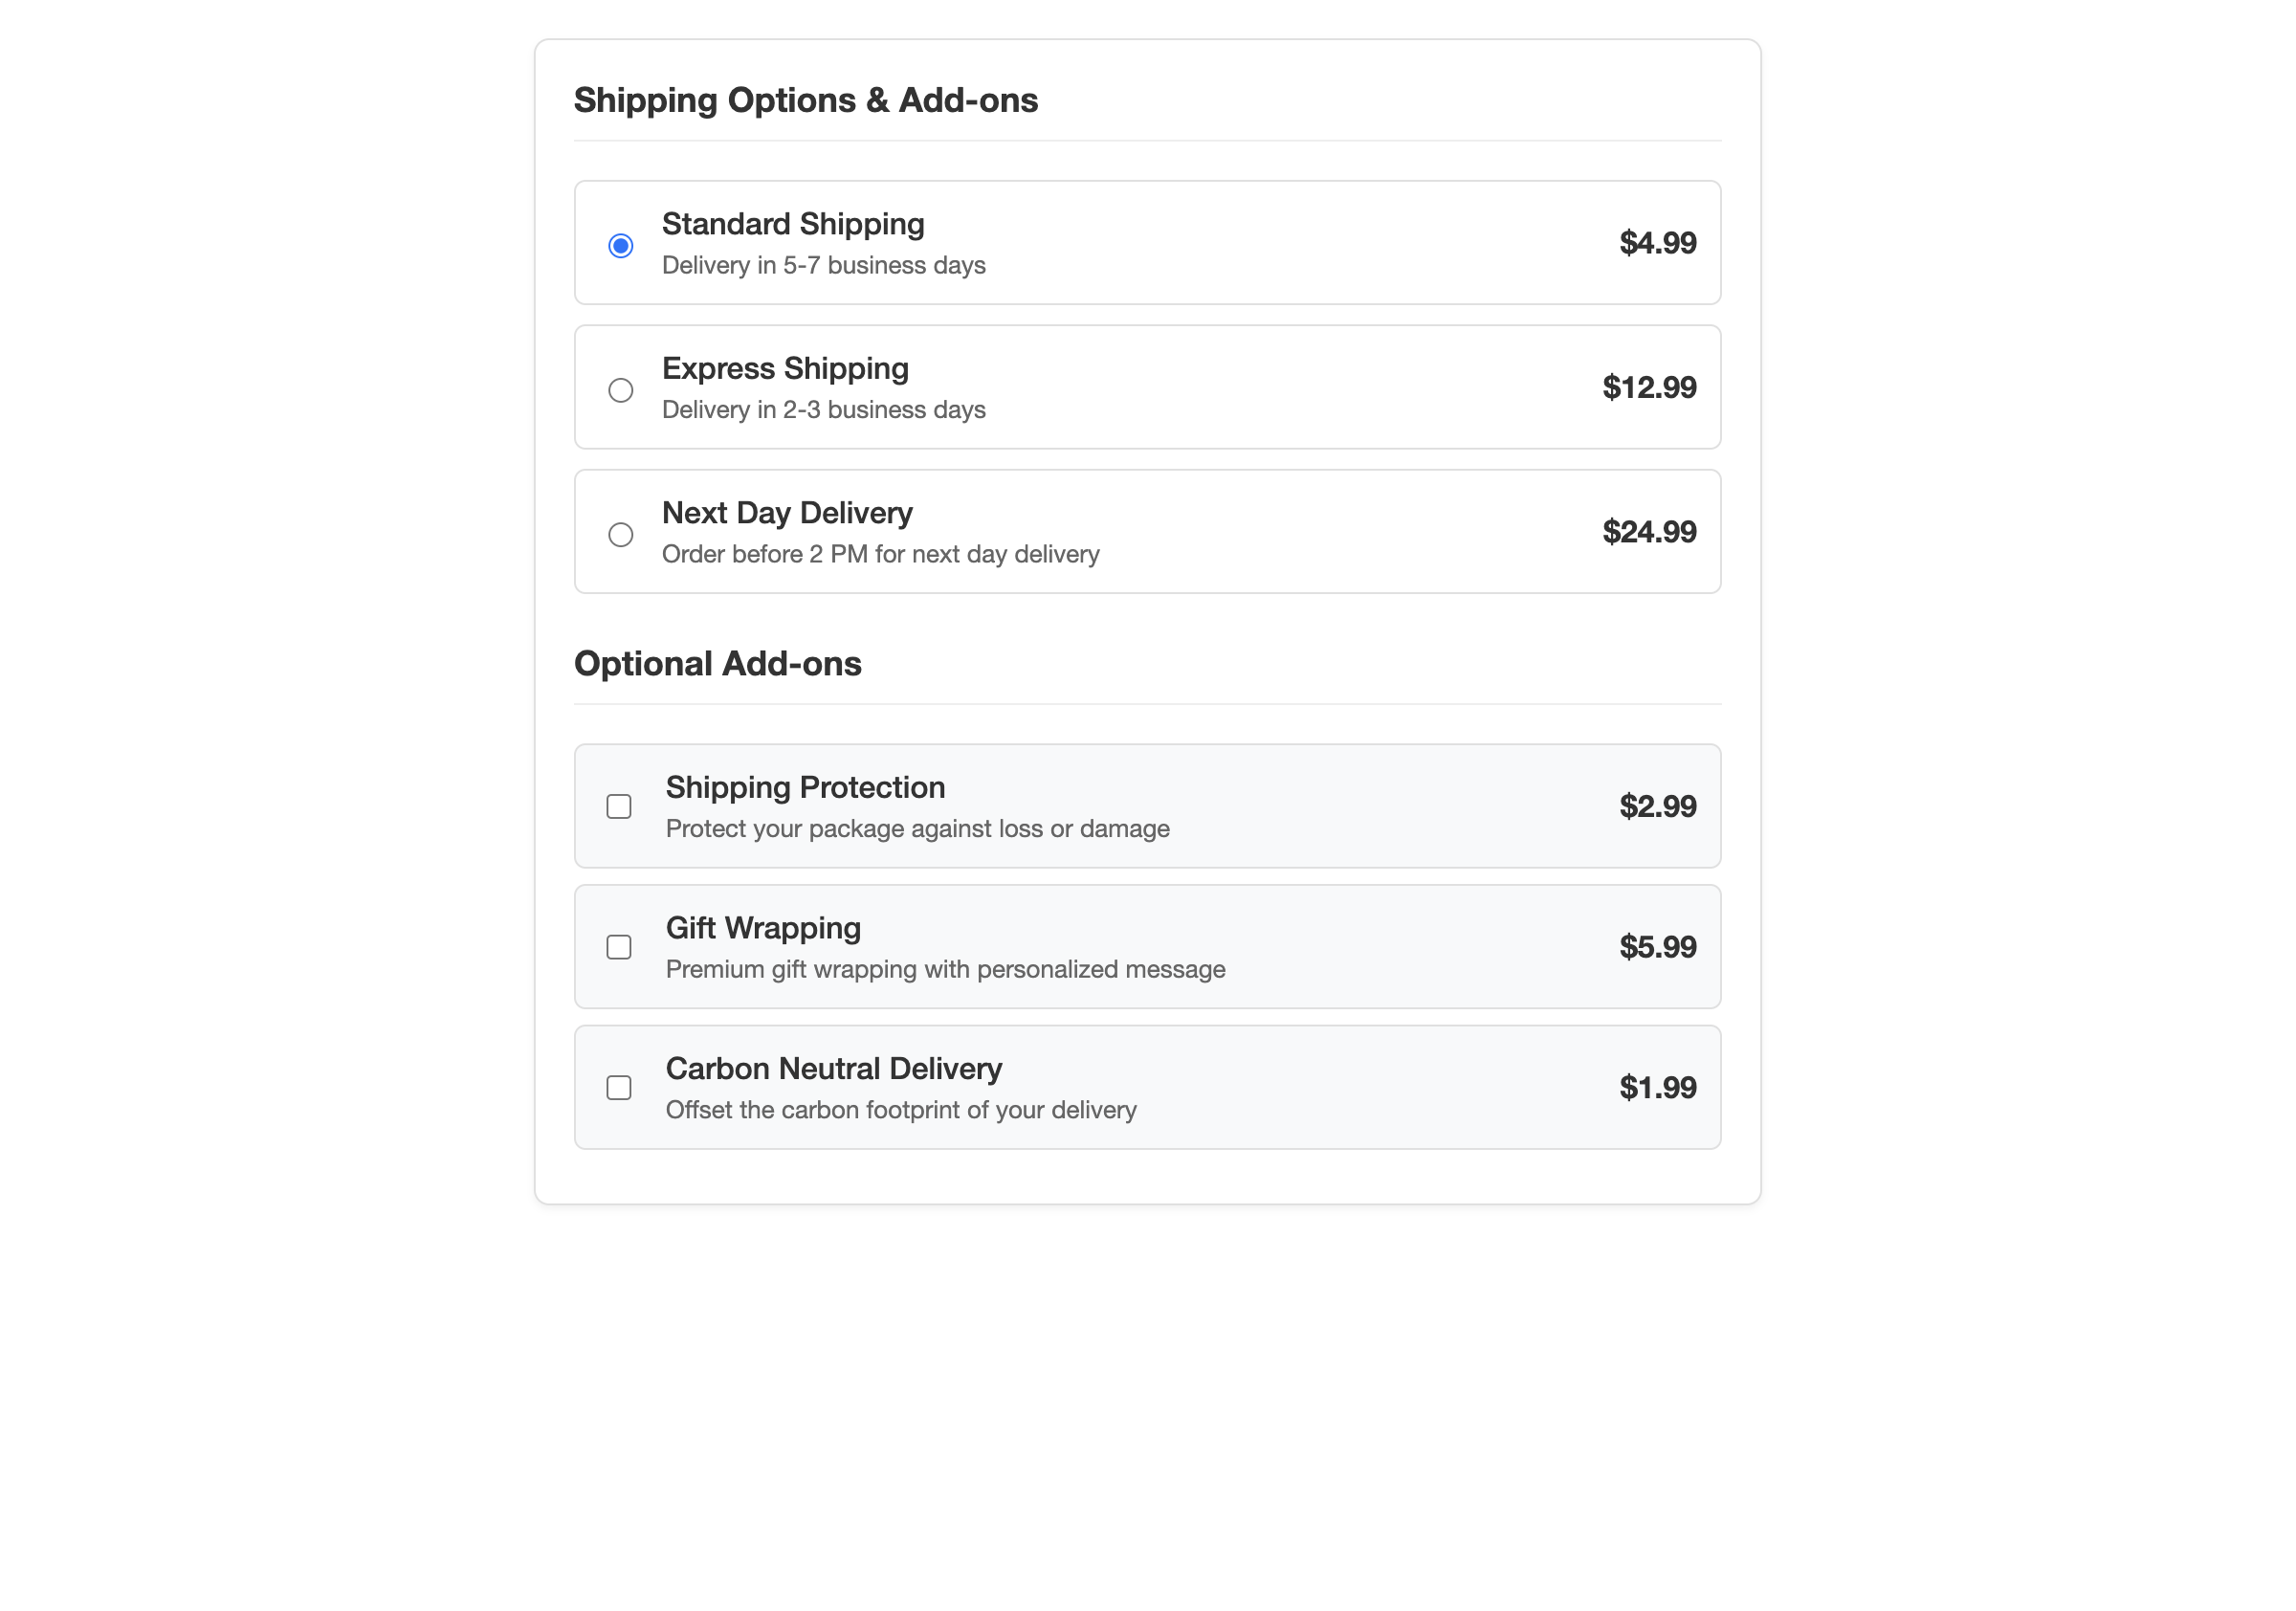 Shipping Options & Add-ons
Standard Shipping
Delivery in 5-7 business days
$4.99
Express Shipping
Delivery in 2-3 business days
$12.99
Next Day Delivery
Order before 2 PM for next day delivery
$24.99
Optional Add-ons
Shipping Protection
Protect your package against loss or damage
$2.99
Gift Wrapping
Premium gift wrapping with personalized message
$5.99
Carbon Neutral Delivery
Offset the carbon footprint of your delivery
$1.99